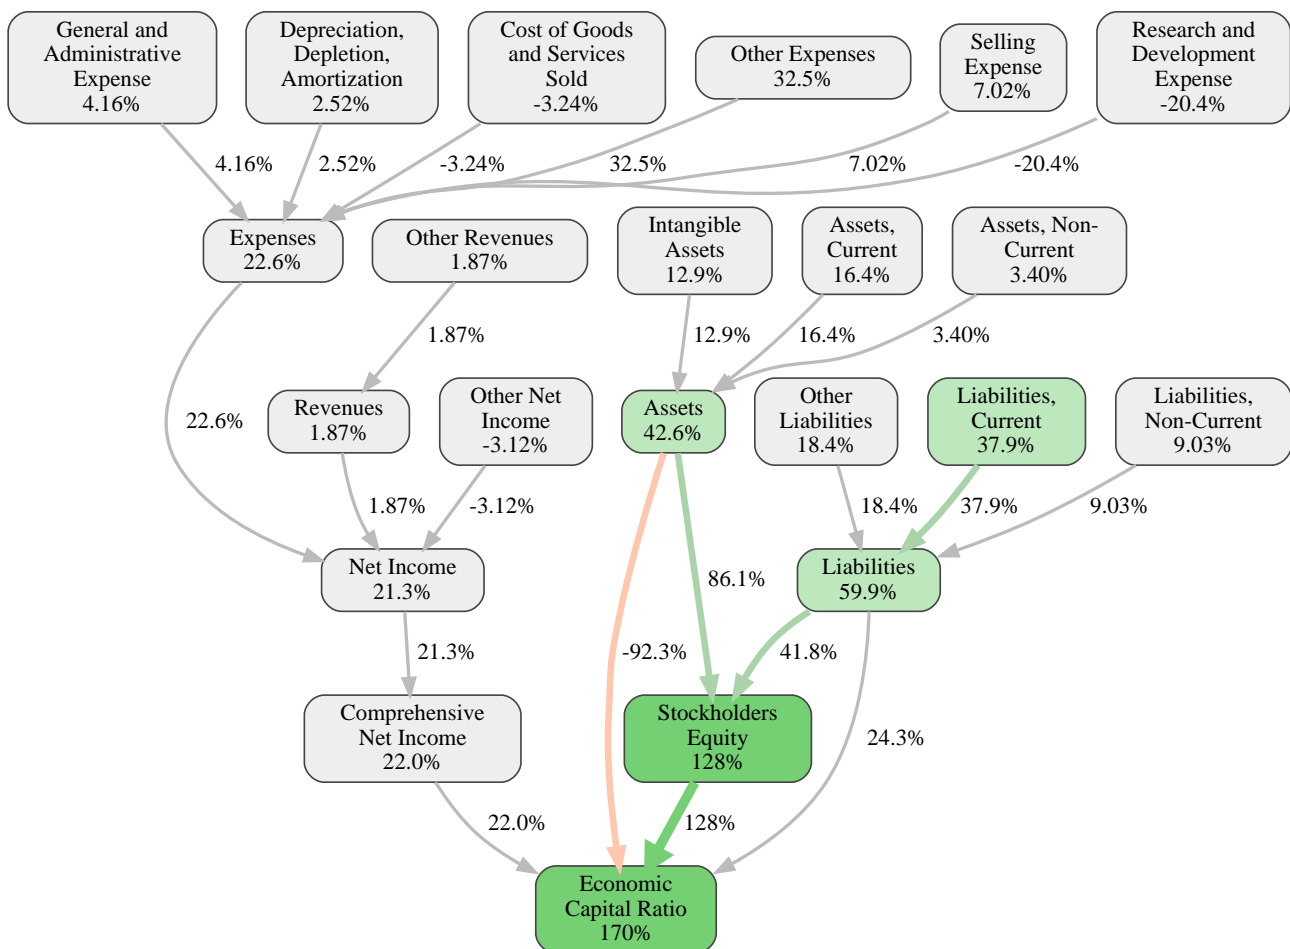 General and
Administrative
Expense
4.16%
Depreciation,
Depletion,
Amortization
2.52%
Cost of Goods
and Services
Sold
-3.24%
Other Expenses
32.5%
Selling
Expense
7.02%
Research and
Development
Expense
-20.4%
4.16%
2.52%
-3.24%
32.5%
7.02%
-20.4%
Expenses
22.6%
Other Revenues
1.87%
Intangible
Assets
12.9%
Assets,
Current
16.4%
Assets, Non-
Current
3.40%
1.87%
12.9%
16.4%
3.40%
22.6%
Revenues
1.87%
Other Net
Income
-3.12%
Assets
42.6%
Other
Liabilities
18.4%
Liabilities,
Current
37.9%
Liabilities,
Non-Current
9.03%
1.87%
-3.12%
18.4%
37.9%
9.03%
Net Income
21.3%
86.1%
Liabilities
59.9%
21.3%
-92.3%
41.8%
Comprehensive
Net Income
22.0%
Stockholders
Equity
128%
24.3%
22.0%
128%
Economic
Capital Ratio
170%